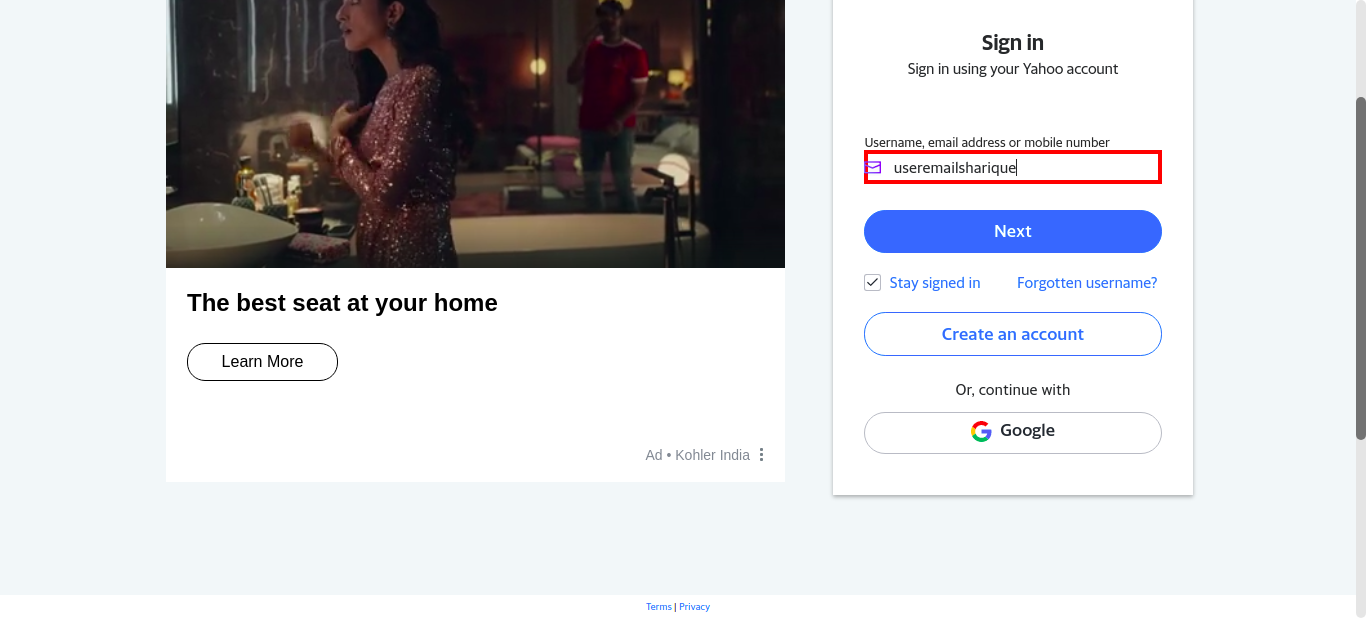 Sign in
Sign in using your Yahoo account
Username, email address or mobile number
useremailsharique
Next
Stay signed in
Forgotten username?
Create an account
Or, continue with
Google
The best seat at your home
Learn More
Ad • Kohler India
Terms | Privacy